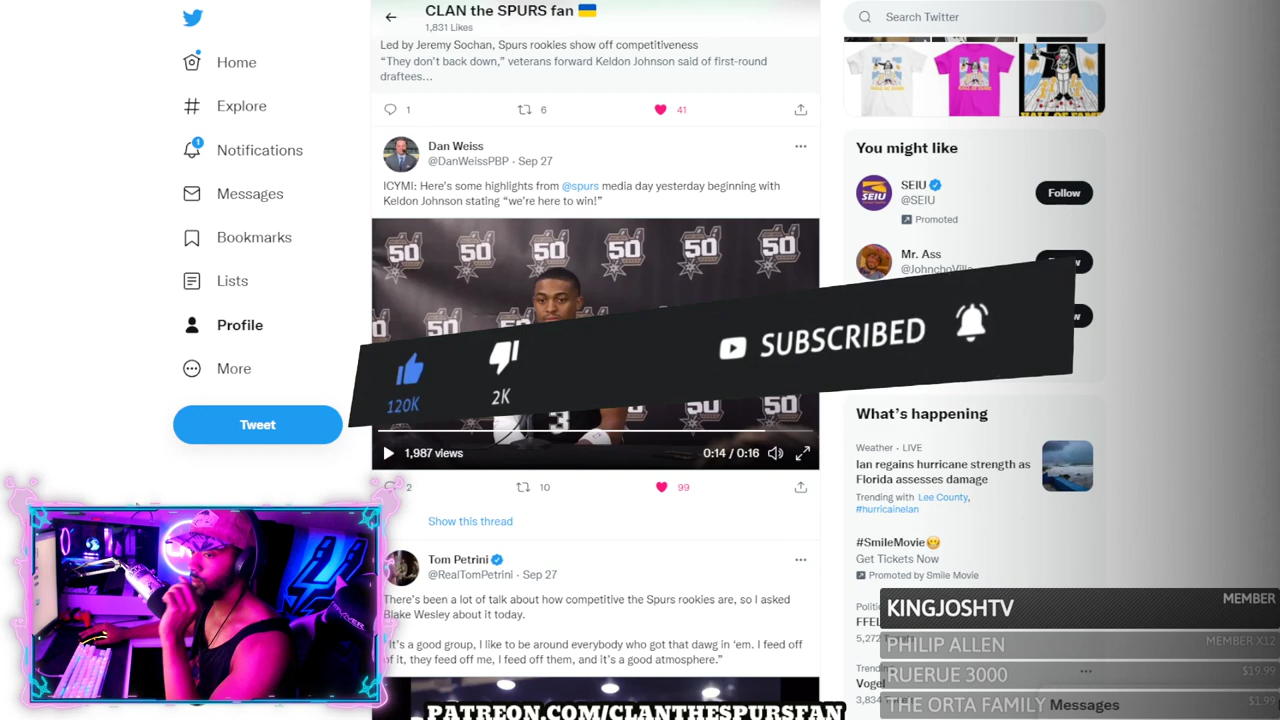 CLAN the SPURS fan
1,831 Likes
Search Twitter
Home
Explore
1
Notifications
Messages
Bookmarks
Lists
Profile
More
Tweet
Led by Jeremy Sochan, Spurs rookies show off competitiveness
“They don't back down,” veterans forward Keldon Johnson said of first-round
draftees...
1
6
41
Dan Weiss
@DanWeissPBP · Sep 27
ICYMI: Here's some highlights from @spurs media day yesterday beginning with
Keldon Johnson stating “we're here to win!”
50 50 50 50 50
50
50 50
3
120K
2K
SUBSCRIBED
1,987 views
0:14 / 0:16
2
10
99
Show this thread
Tom Petrini
@RealTomPetrini · Sep 27
There's been a lot of talk about how competitive the Spurs rookies are, so I asked
Blake Wesley about it today.
“It's a good group, I like to be around everybody who got that dawg in 'em. I feed off
of it, they feed off me, I feed off them, and it's a good atmosphere.”
PATREON.COM/CLANTHESPURSFAN
HALL OF FAME
You might like
SEIU
SEIU
@SEIU
Promoted
Follow
Mr. Ass
@JohnchoVille
What's happening
Weather · LIVE
Ian regains hurricane strength as
Florida assesses damage
Trending with Lee County,
#hurricaneIan
#SmileMovie
Get Tickets Now
Promoted by Smile Movie
KINGJOSHTV
MEMBER
PHILIP ALLEN
MEMBER X12
RUERUE 3000
$19.99
THE ORTA FAMILY
$1.99
Messages